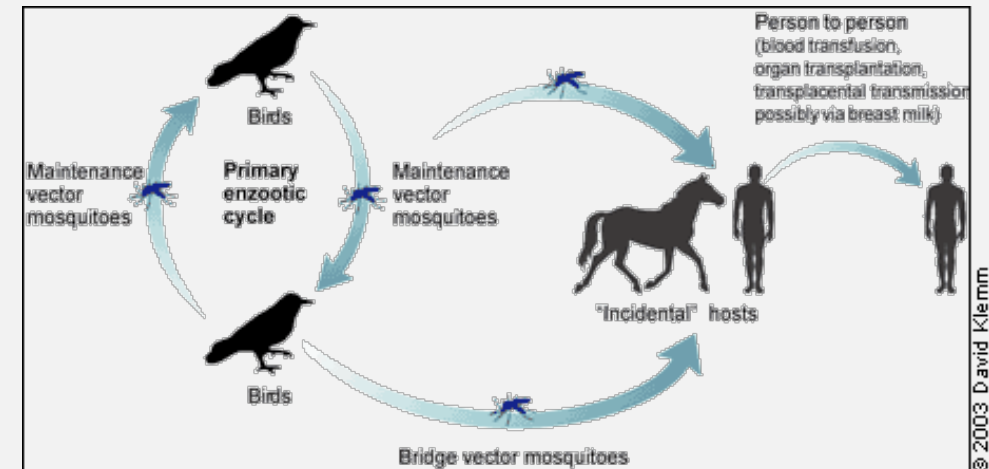 Person to person
(blood transfusion,
organ transplantation,
transplacental transmission
possibly via breast milk)
Birds
Maintenance
vector
mosquitoes
Primary
enzootic
cycle
Maintenance
vector
mosquitoes
"Incidental" hosts
Birds
Bridge vector mosquitoes
© 2003 David Klemm